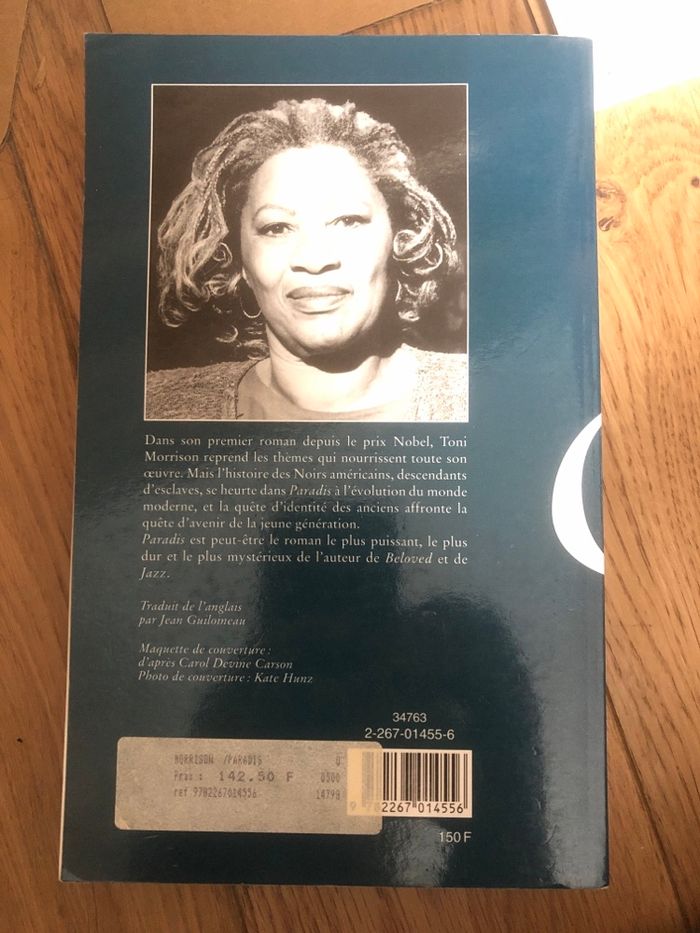 Dans son premier roman depuis le prix Nobel, Toni
Morrison reprend les thèmes qui nourrissent toute son
œuvre. Mais l'histoire des Noirs américains, descendants
d'esclaves, se heurte dans Paradis à l'évolution du monde
moderne, et la quête d'identité des anciens affronte la
quête d'avenir de la jeune génération.
Paradis est peut-être le roman le plus puissant, le plus
dur et le plus mystérieux de l'auteur de Beloved et de
Jazz.
Traduit de l'anglais
par Jean Guiloineau
Maquette de couverture :
d'après Carol Devine Carson
Photo de couverture : Kate Hunz
34763
2-267-01455-6
MORRISON /PARADIS 0
Pras : 142.50 F 0500
ref 9782267014556 14798
9 782267 014556
150 F